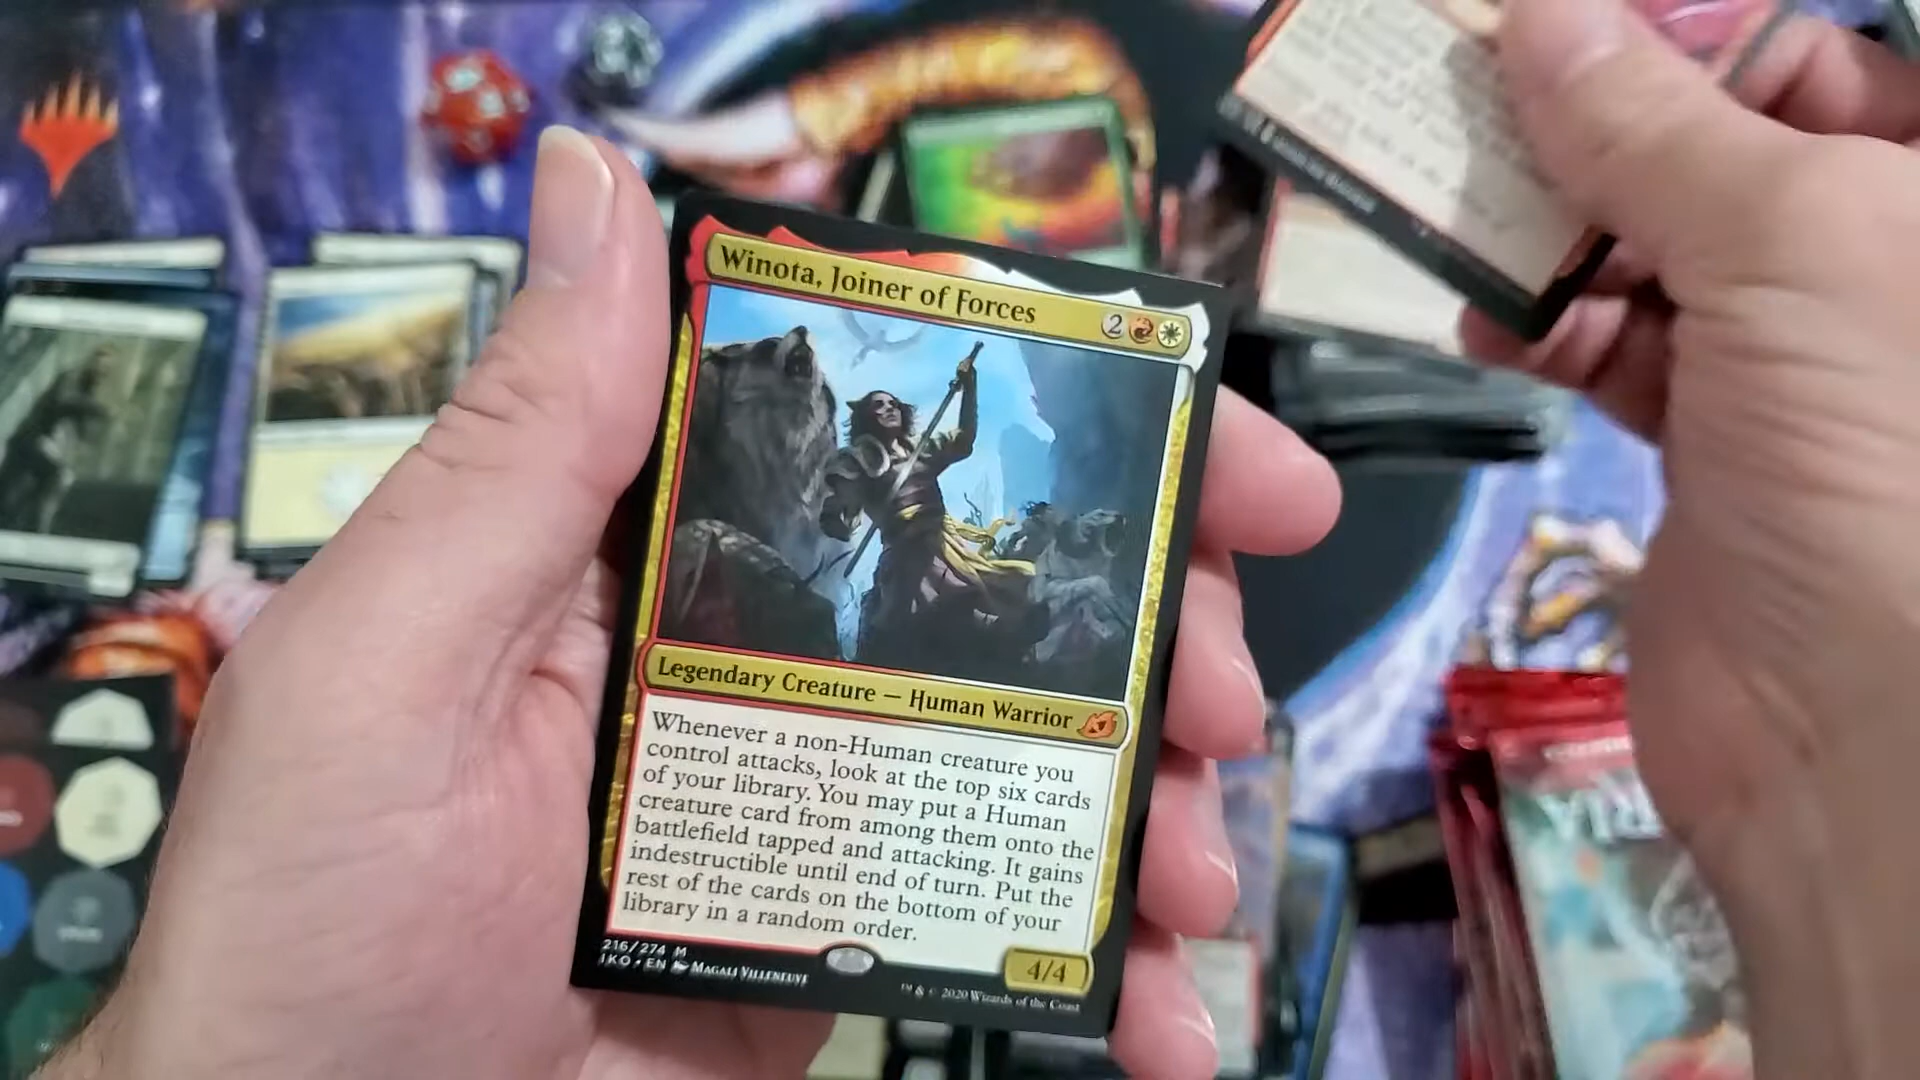 Winota, Joiner of Forces
2
Legendary Creature — Human Warrior
Whenever a non-Human creature you
control attacks, look at the top six cards
of your library. You may put a Human
creature card from among them onto the
battlefield tapped and attacking. It gains
indestructible until end of turn. Put the
rest of the cards on the bottom of your
library in a random order.
216/274 M
IKO • EN MAGALI VILLENEUVE
™ & © 2020 Wizards of the Coast
4/4